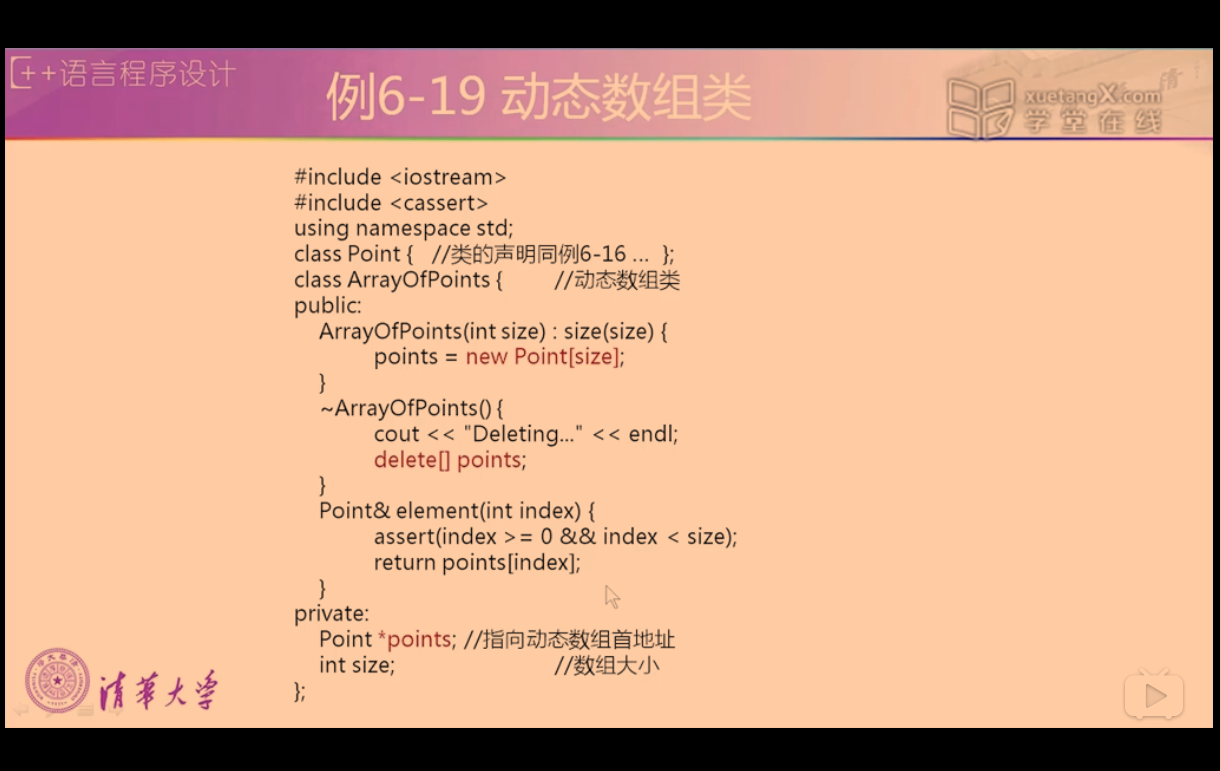 C++语言程序设计
例6-19 动态数组类
xuetangX.com
学堂在线
#include <iostream>
#include <cassert>
using namespace std;
class Point { //类的声明同例6-16 ... };
class ArrayOfPoints { //动态数组类
public:
ArrayOfPoints(int size) : size(size) {
points = new Point[size];
}
~ArrayOfPoints() {
cout << "Deleting..." << endl;
delete[] points;
}
Point& element(int index) {
assert(index >= 0 && index < size);
return points[index];
}
private:
Point *points; //指向动态数组首地址
int size; //数组大小
};
清華大学